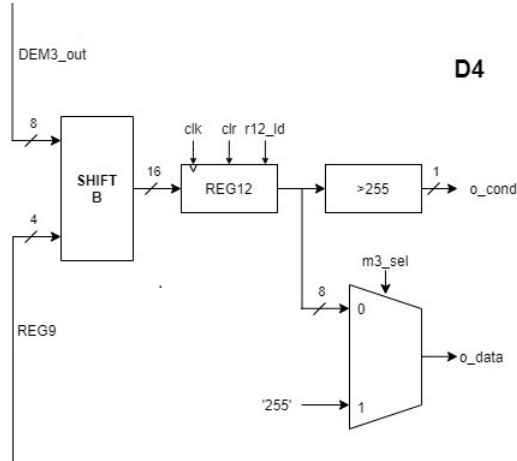 DEM3_out
D4
8
clk
clr
r12_ld
SHIFT
B
16
REG12
>255
1
o_cond
4
m3_sel
REG9
8
0
o_data
'255'
1